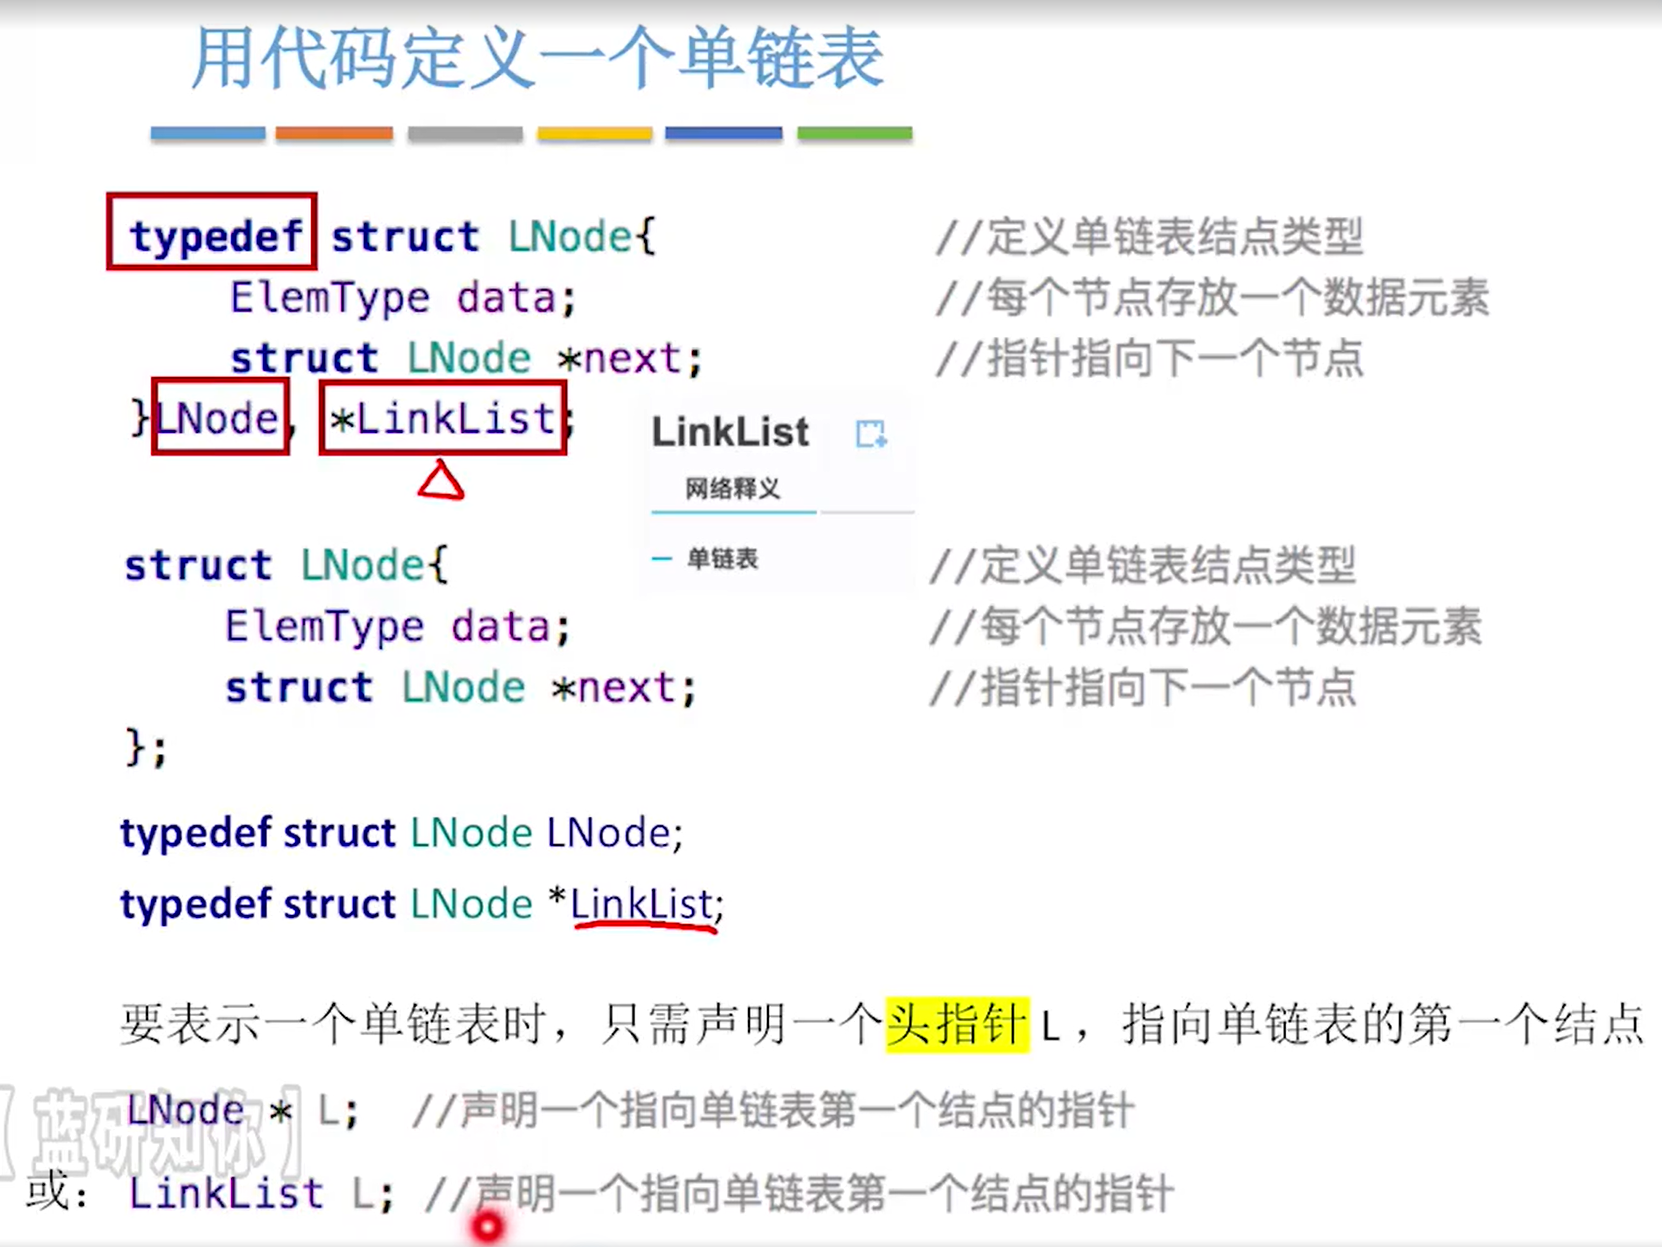 用代码定义一个单链表
typedef struct LNode{ //定义单链表结点类型
ElemType data; //每个节点存放一个数据元素
struct LNode *next; //指针指向下一个节点
}LNode, *LinkList;
LinkList
网络释义
单链表
struct LNode{ //定义单链表结点类型
ElemType data; //每个节点存放一个数据元素
struct LNode *next; //指针指向下一个节点
};
typedef struct LNode LNode;
typedef struct LNode *LinkList;
要表示一个单链表时，只需声明一个头指针 L ，指向单链表的第一个结点
LNode * L; //声明一个指向单链表第一个结点的指针
【蓝研知你】
或： LinkList L; //声明一个指向单链表第一个结点的指针